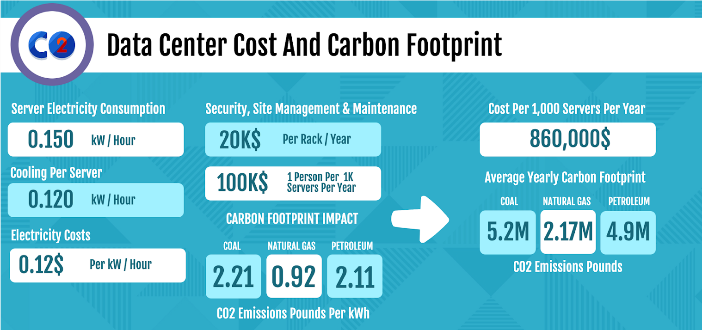 CO2
Data Center Cost And Carbon Footprint
Server Electricity Consumption
0.150 kW / Hour
Cooling Per Server
0.120 kW / Hour
Electricity Costs
0.12$ Per kW / Hour
Security, Site Management & Maintenance
20K$ Per Rack / Year
100K$ 1 Person Per 1K
Servers Per Year
CARBON FOOTPRINT IMPACT
COAL NATURAL GAS PETROLEUM
2.21 0.92 2.11
CO2 Emissions Pounds Per kWh
Cost Per 1,000 Servers Per Year
860,000$
Average Yearly Carbon Footprint
COAL NATURAL GAS PETROLEUM
5.2M 2.17M 4.9M
CO2 Emissions Pounds